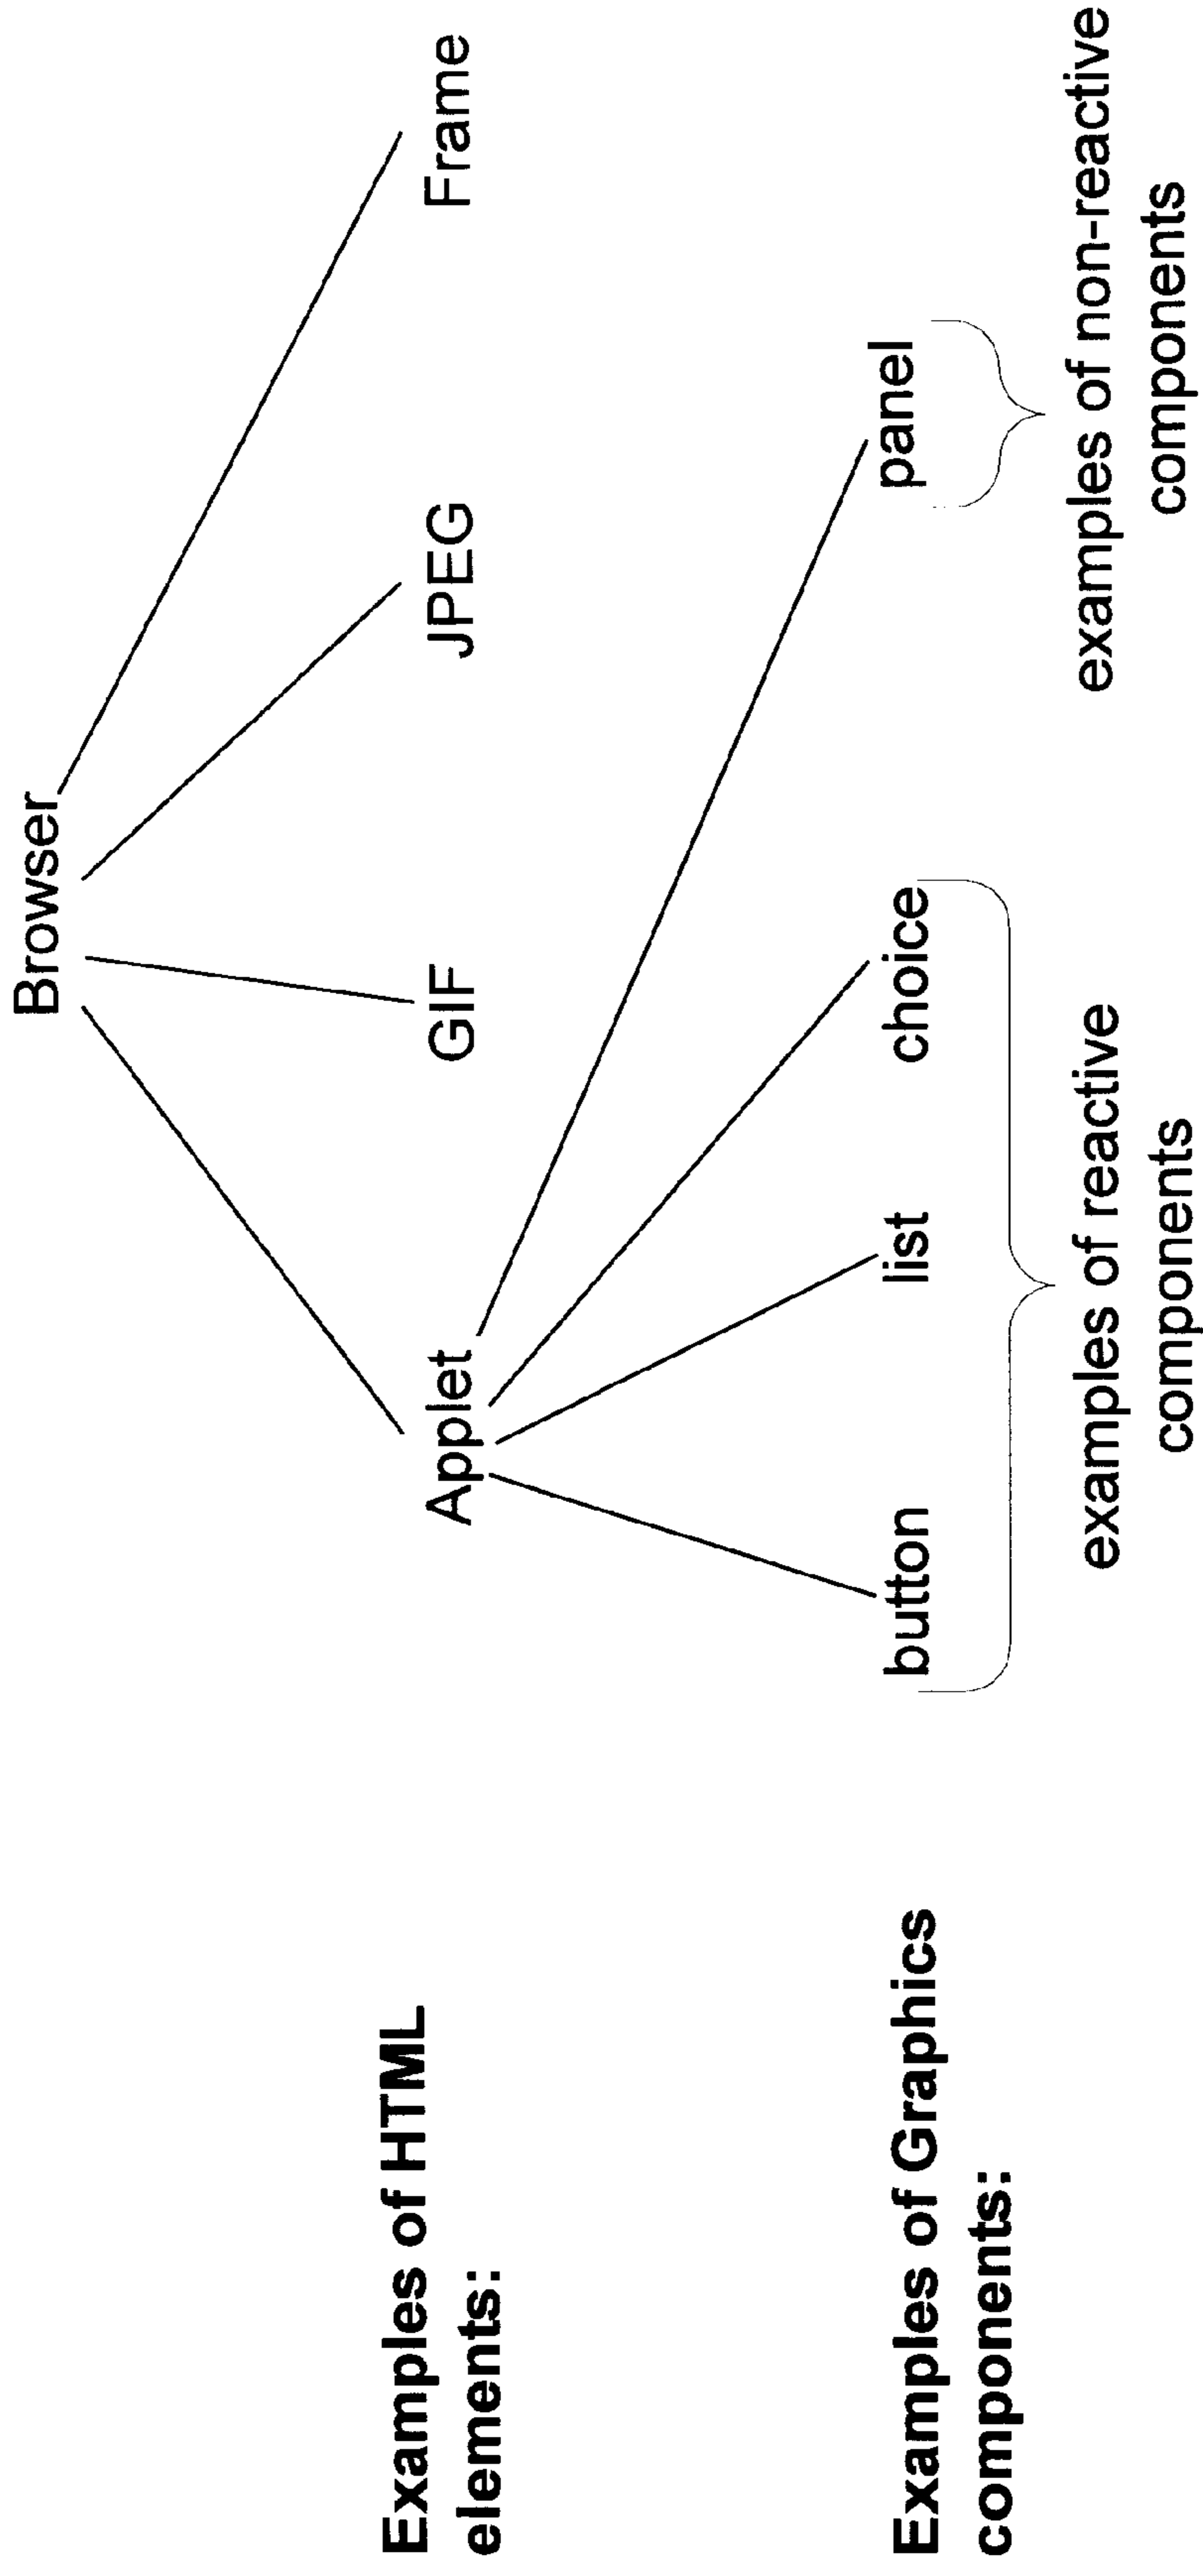 Browser
Examples of HTML
elements:
Applet
GIF
JPEG
Frame
Examples of Graphics
components:
button
list
choice
panel
examples of reactive
components
examples of non-reactive
components